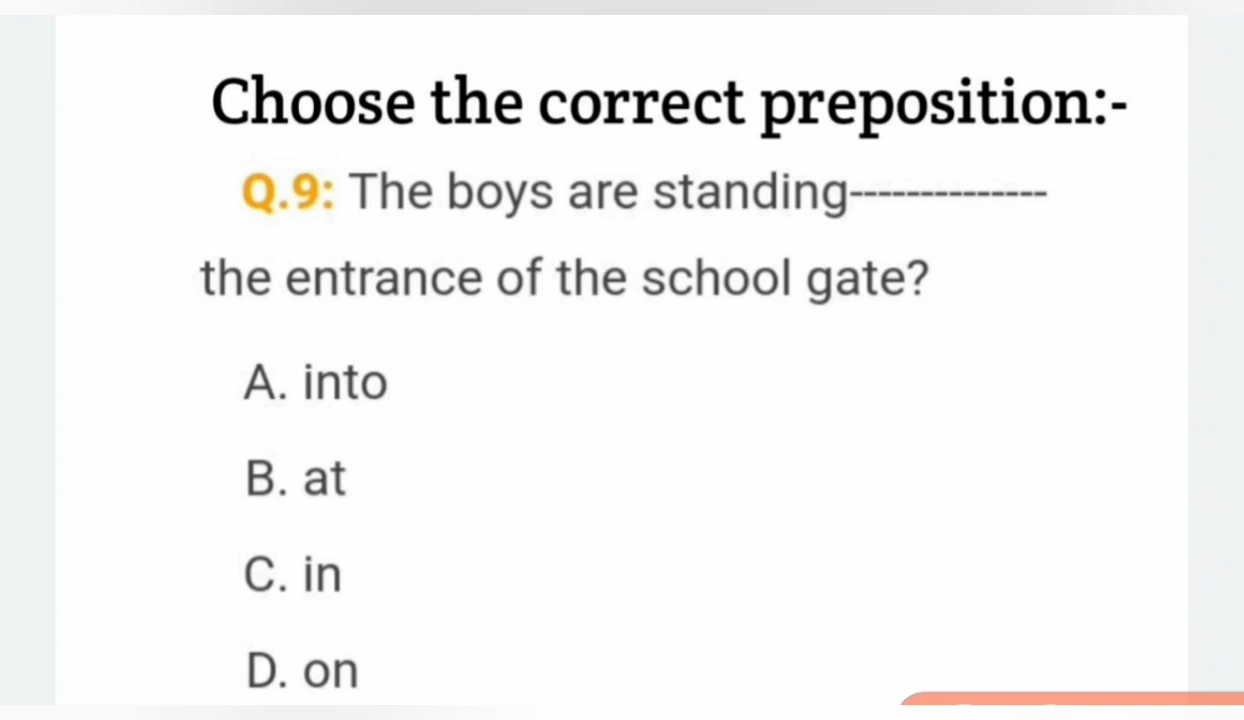 Choose the correct preposition:-
Q.9: The boys are standing--------------
the entrance of the school gate?
A. into
B. at
C. in
D. on